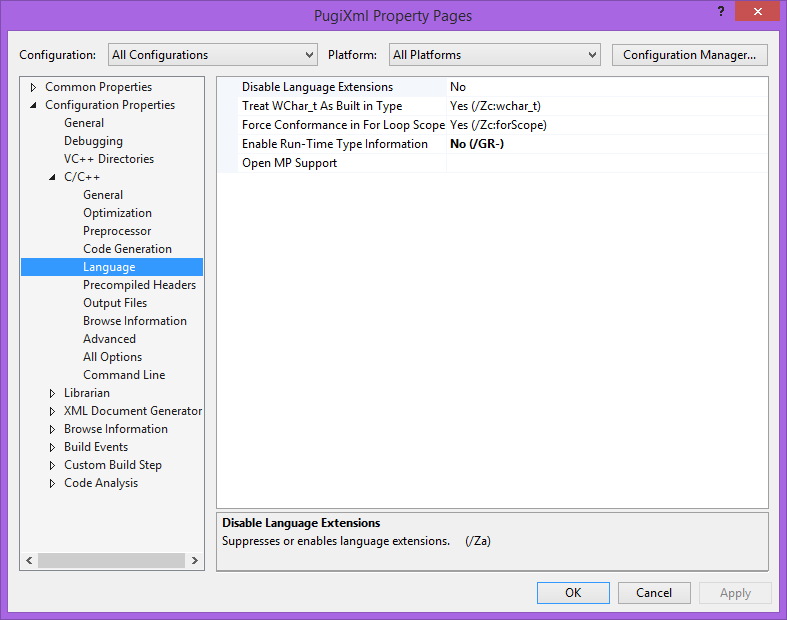 PugiXml Property Pages
?
Configuration: All Configurations Platform: All Platforms Configuration Manager...
Common Properties
Configuration Properties
General
Debugging
VC++ Directories
C/C++
General
Optimization
Preprocessor
Code Generation
Language
Precompiled Headers
Output Files
Browse Information
Advanced
All Options
Command Line
Librarian
XML Document Generator
Browse Information
Build Events
Custom Build Step
Code Analysis
Disable Language Extensions No
Treat WChar_t As Built in Type Yes (/Zc:wchar_t)
Force Conformance in For Loop Scope Yes (/Zc:forScope)
Enable Run-Time Type Information No (/GR-)
Open MP Support
Disable Language Extensions
Suppresses or enables language extensions. (/Za)
OK Cancel Apply